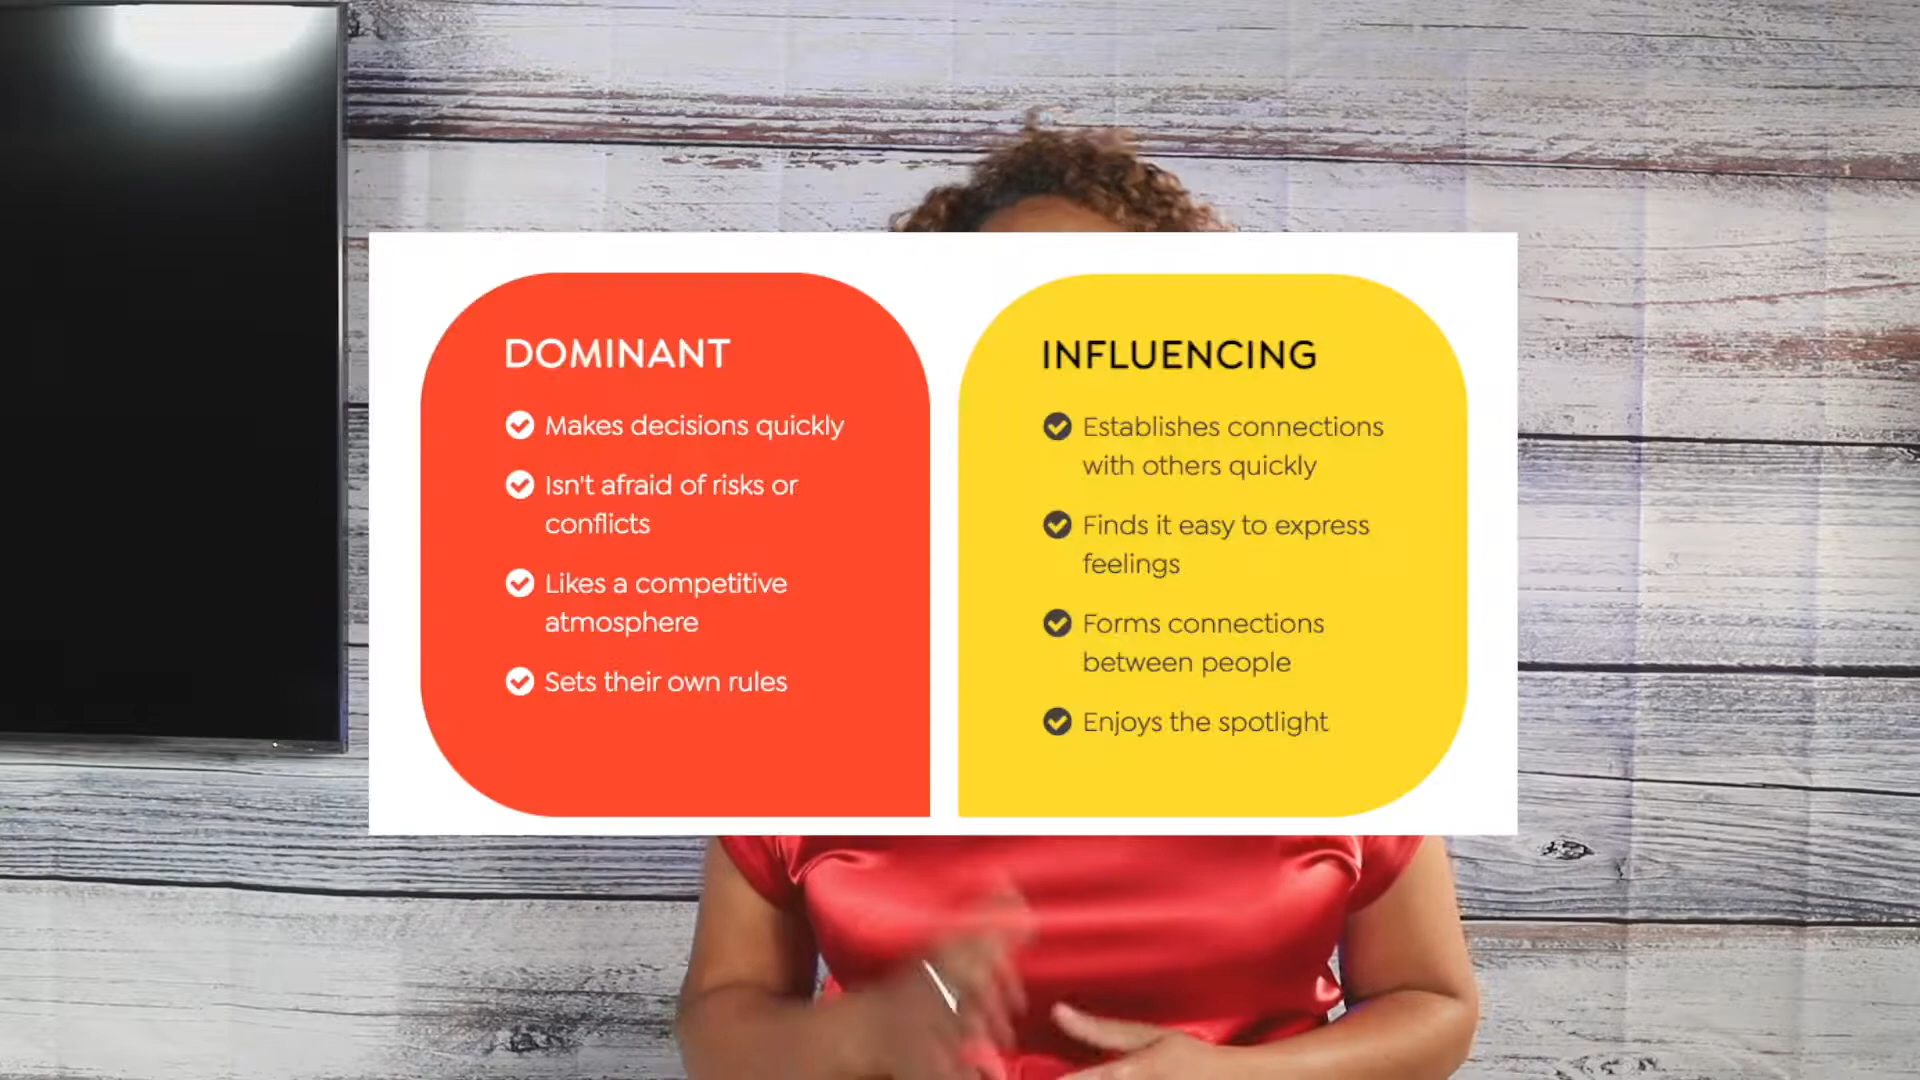 DOMINANT
Makes decisions quickly
Isn't afraid of risks or
conflicts
Likes a competitive
atmosphere
Sets their own rules
INFLUENCING
Establishes connections
with others quickly
Finds it easy to express
feelings
Forms connections
between people
Enjoys the spotlight